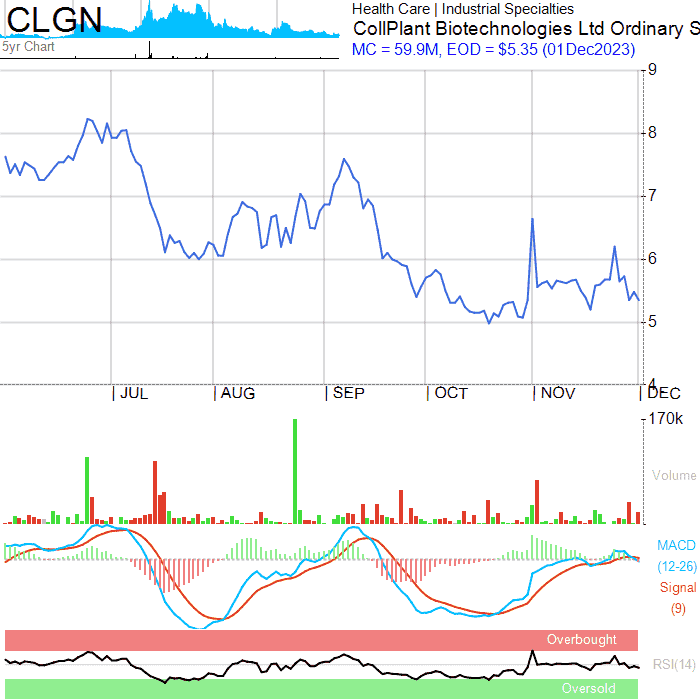 CLGN
5yr Chart
Health Care | Industrial Specialties
CollPlant Biotechnologies Ltd Ordinary S
MC = 59.9M, EOD = $5.35 (01Dec2023)
9
8
7
6
5
4
JUL
AUG
SEP
OCT
NOV
DEC
170k
Volume
MACD
(12-26)
Signal
(9)
Overbought
RSI(14)
Oversold